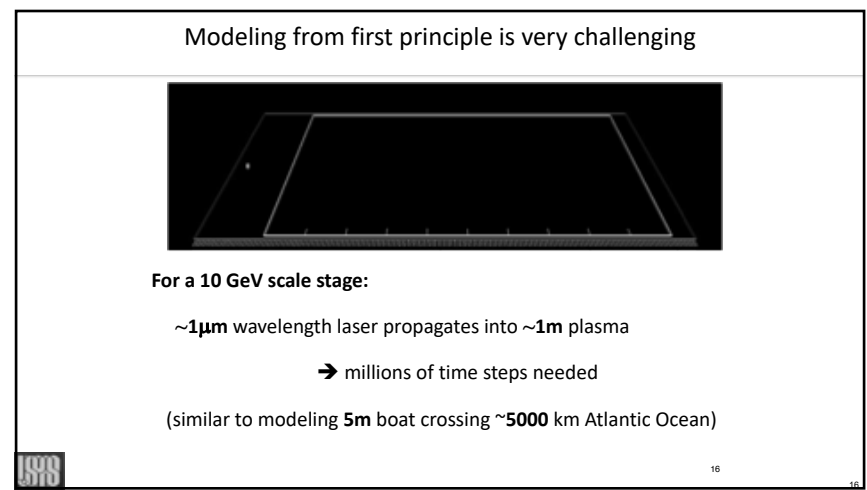 Modeling from first principle is very challenging
For a 10 GeV scale stage:
~1μm wavelength laser propagates into ~1m plasma
➔ millions of time steps needed
(similar to modeling 5m boat crossing ~5000 km Atlantic Ocean)
16
16